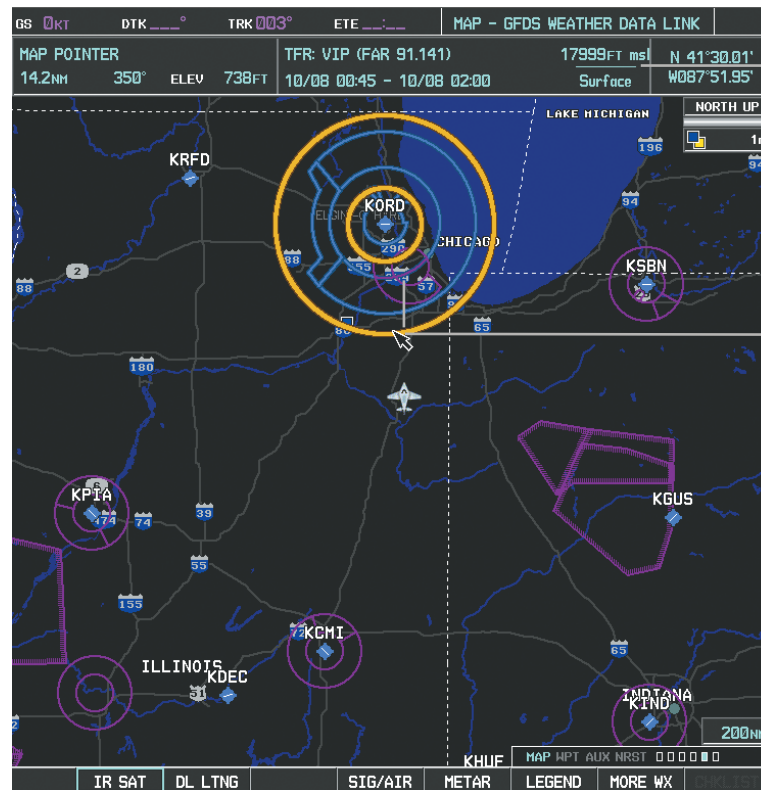 GS 0KT DTK ___° TRK 003° ETE __:__ MAP - GFDS WEATHER DATA LINK
MAP POINTER TFR: VIP (FAR 91.141) 17999FT msl N 41°30.01'
14.2NM 350° ELEV 738FT 10/08 00:45 - 10/08 02:00 Surface W087°51.95'
NORTH UP
LAKE MICHIGAN
196
94
KRFD
94
KORD
CHICAGO
290
88
2
88
57
KSBN
65
80
180
KPIA
74
74
39
KGUS
55
155
72
KCMI
65
ILLINOIS
KDEC
31
INDIANA
KIND
200NM
KHUF
MAP WPT AUX NRST
IR SAT DL LTNG SIG/AIR METAR LEGEND MORE WX CHKLIST